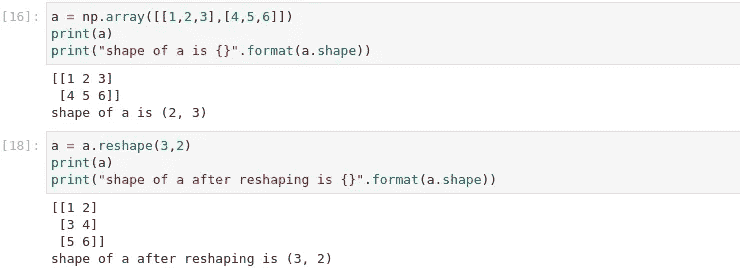 [16]: a = np.array([[1,2,3],[4,5,6]])
print(a)
print("shape of a is {}".format(a.shape))
[[1 2 3]
 [4 5 6]]
shape of a is (2, 3)
[18]: a = a.reshape(3,2)
print(a)
print("shape of a after reshaping is {}".format(a.shape))
[[1 2]
 [3 4]
 [5 6]]
shape of a after reshaping is (3, 2)